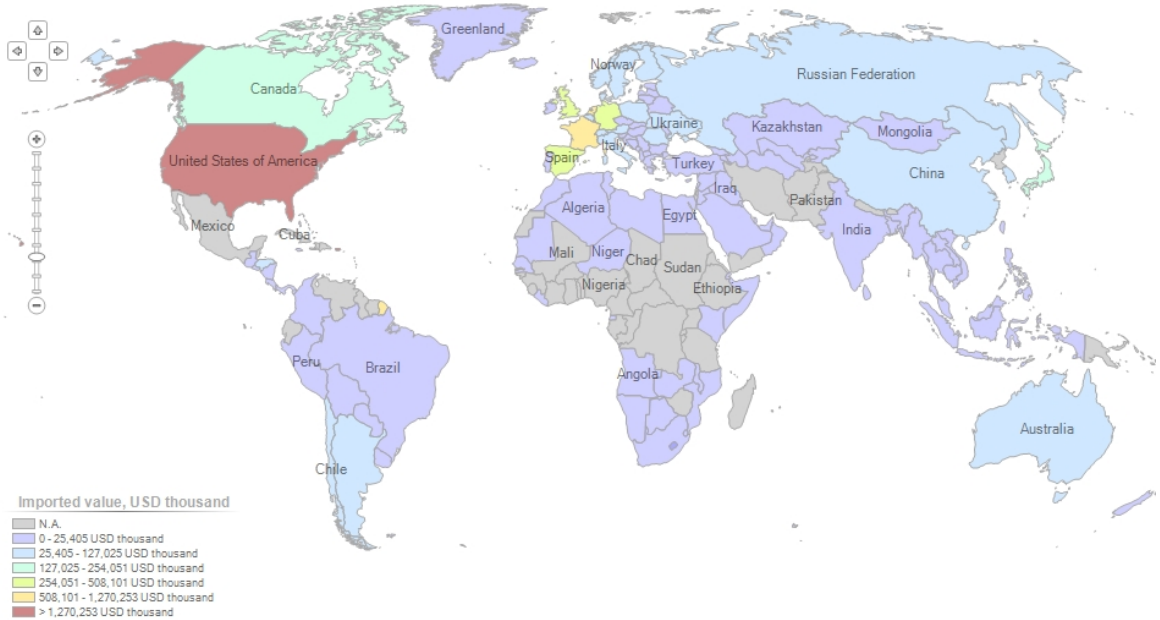 Greenland
Norway
Russian Federation
Canada
Ukraine
Kazakhstan
Mongolia
Italy
United States of America
Spain
Turkey
China
Iraq
Pakistan
Algeria
Egypt
Mexico
Cuba
India
Mali
Niger
Chad
Sudan
Nigeria
Ethiopia
Peru
Brazil
Angola
Australia
Chile
Imported value, USD thousand
N.A.
0 - 25,405 USD thousand
25,405 - 127,025 USD thousand
127,025 - 254,051 USD thousand
254,051 - 508,101 USD thousand
508,101 - 1,270,253 USD thousand
> 1,270,253 USD thousand